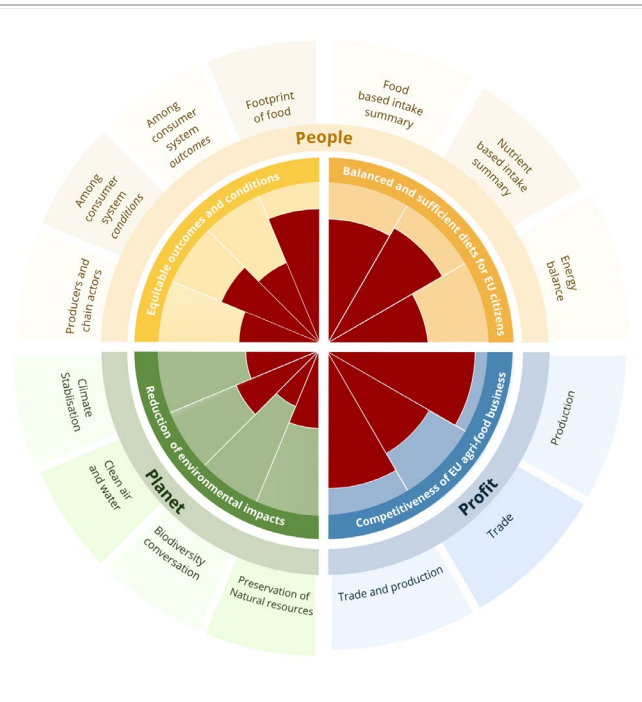 People
Footprint
of food
Among
consumer
system
outcomes
Among
consumer
system
conditions
Producers and
chain actors
Equitable outcomes and conditions
Food
based intake
summary
Nutrient
based intake
summary
Energy
balance
Balanced and sufficient diets for EU citizens
Planet
Climate
Stablisation
Clean air
and water
Biodiversity
conversation
Preservation of
Natural resources
Reduction of environmental impacts
Profit
Production
Trade
Trade and production
Competitiveness of EU agri-food business